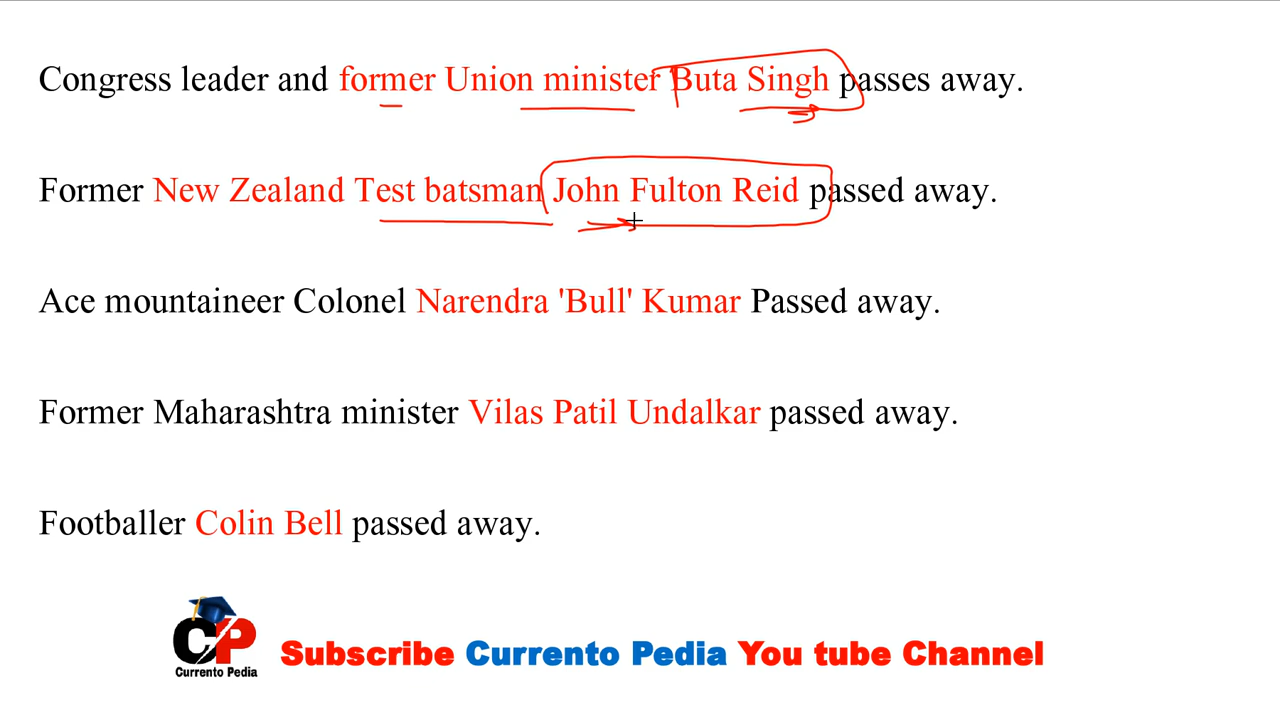 Congress leader and former Union minister Buta Singh passes away.
Former New Zealand Test batsman John Fulton Reid passed away.
Ace mountaineer Colonel Narendra 'Bull' Kumar Passed away.
Former Maharashtra minister Vilas Patil Undalkar passed away.
Footballer Colin Bell passed away.
CP
Currento Pedia
Subscribe Currento Pedia You tube Channel